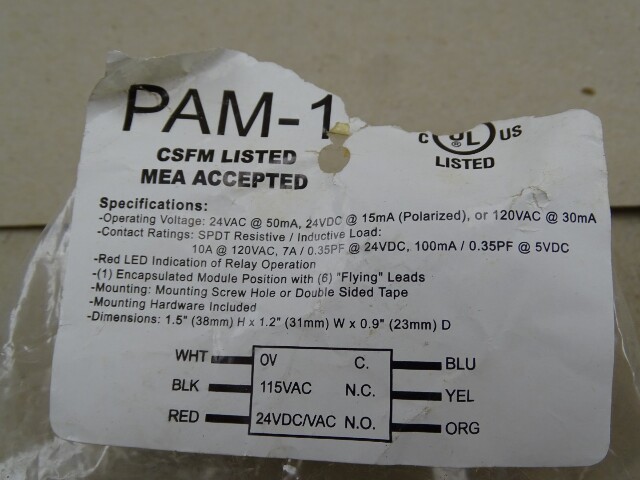 PAM-1
CSFM LISTED
MEA ACCEPTED
C UL ® US
LISTED
Specifications:
-Operating Voltage: 24VAC @ 50mA, 24VDC @ 15mA (Polarized), or 120VAC @ 30mA
-Contact Ratings: SPDT Resistive / Inductive Load:
10A @ 120VAC, 7A / 0.35PF @ 24VDC, 100mA / 0.35PF @ 5VDC
-Red LED Indication of Relay Operation
-(1) Encapsulated Module Position with (6) "Flying" Leads
-Mounting: Mounting Screw Hole or Double Sided Tape
-Mounting Hardware Included
-Dimensions: 1.5" (38mm) H x 1.2" (31mm) W x 0.9" (23mm) D
WHT 0V C. BLU
BLK 115VAC N.C. YEL
RED 24VDC/VAC N.O. ORG